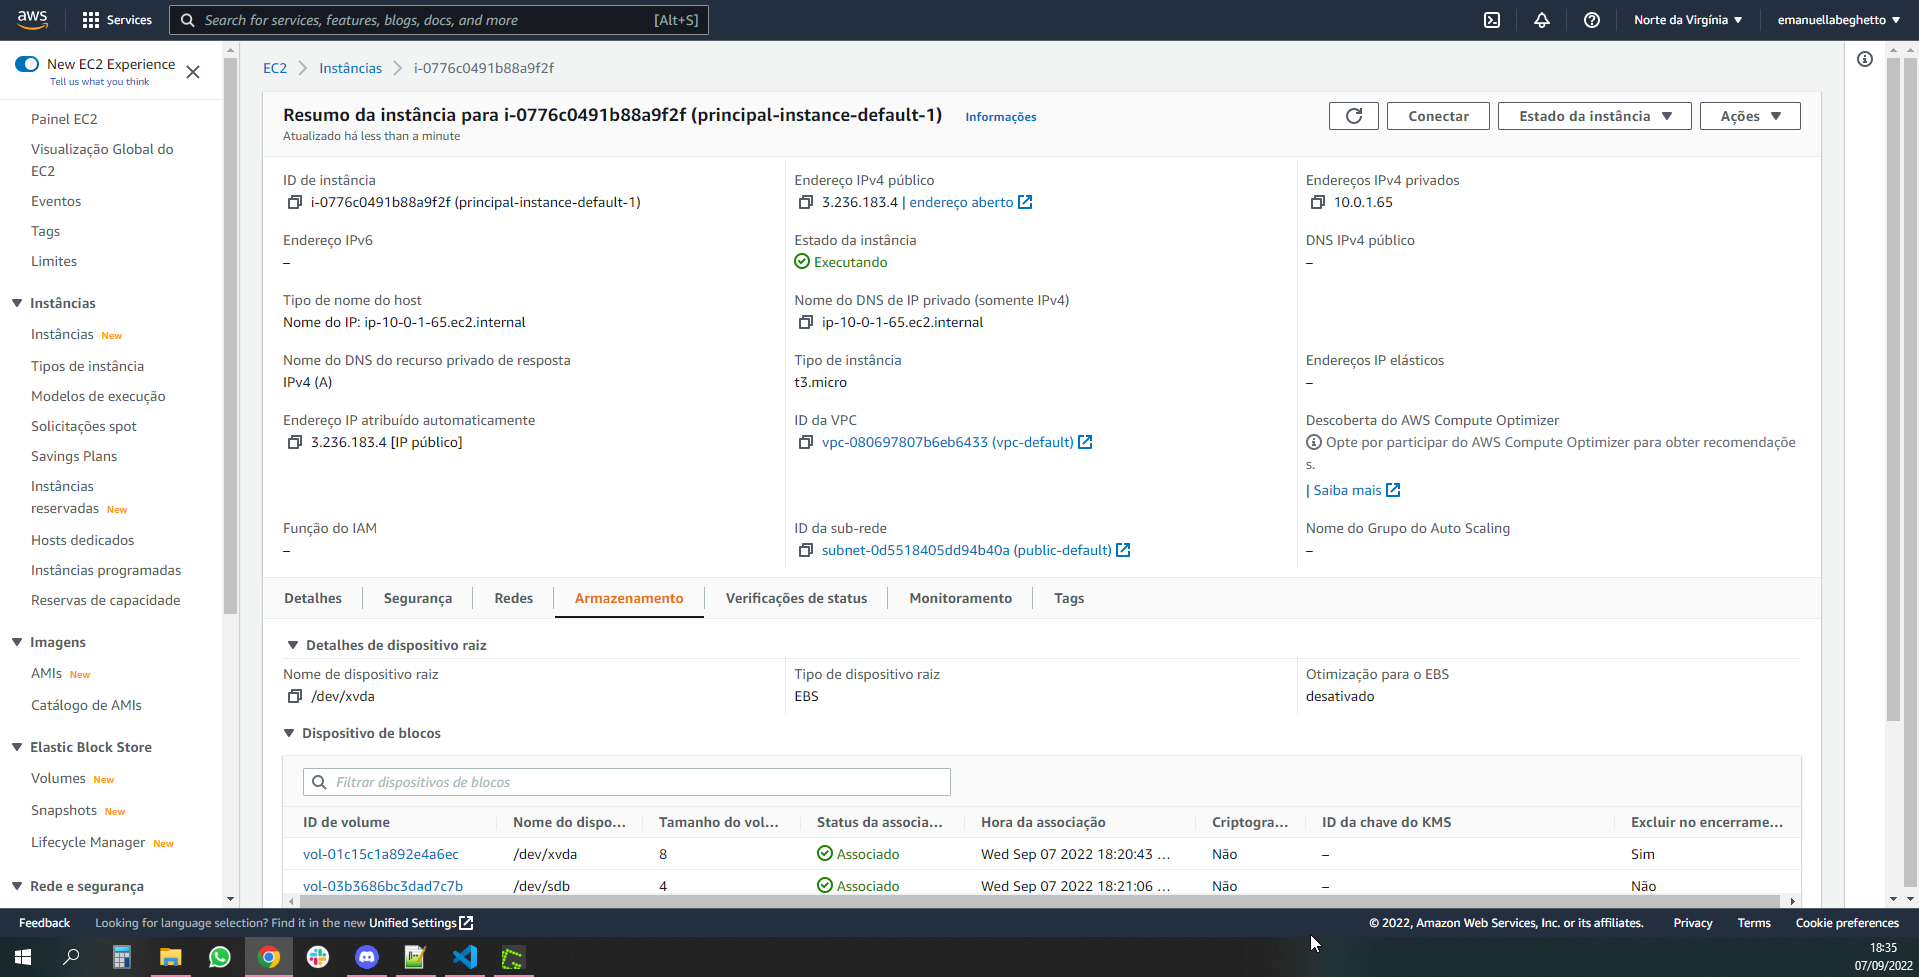 aws
Services
Search for services, features, blogs, docs, and more
[Alt+S]
Norte da Virgínia
emanuellabeghetto
New EC2 Experience
Tell us what you think
Painel EC2
Visualização Global do
EC2
Eventos
Tags
Limites
Instâncias
Instâncias New
Tipos de instância
Modelos de execução
Solicitações spot
Savings Plans
Instâncias
reservadas New
Hosts dedicados
Instâncias programadas
Reservas de capacidade
Imagens
AMIs New
Catálogo de AMIs
Elastic Block Store
Volumes New
Snapshots New
Lifecycle Manager New
Rede e segurança
EC2 Instâncias i-0776c0491b88a9f2f
Resumo da instância para i-0776c0491b88a9f2f (principal-instance-default-1) Informações
Atualizado há less than a minute
Conectar
Estado da instância
Ações
ID de instância
i-0776c0491b88a9f2f (principal-instance-default-1)
Endereço IPv4 público
3.236.183.4 | endereço aberto
Endereços IPv4 privados
10.0.1.65
Endereço IPv6
–
Estado da instância
Executando
DNS IPv4 público
–
Tipo de nome do host
Nome do IP: ip-10-0-1-65.ec2.internal
Nome do DNS de IP privado (somente IPv4)
ip-10-0-1-65.ec2.internal
Nome do DNS do recurso privado de resposta
IPv4 (A)
Tipo de instância
t3.micro
Endereços IP elásticos
–
Endereço IP atribuído automaticamente
3.236.183.4 [IP público]
ID da VPC
vpc-080697807b6eb6433 (vpc-default)
Descoberta do AWS Compute Optimizer
Opte por participar do AWS Compute Optimizer para obter recomendaçõe
s.
| Saiba mais
Função do IAM
–
ID da sub-rede
subnet-0d5518405dd94b40a (public-default)
Nome do Grupo do Auto Scaling
–
Detalhes Segurança Redes Armazenamento Verificações de status Monitoramento Tags
Detalhes de dispositivo raiz
Nome de dispositivo raiz
/dev/xvda
Tipo de dispositivo raiz
EBS
Otimização para o EBS
desativado
Dispositivo de blocos
Filtrar dispositivos de blocos
ID de volume Nome do dispo... Tamanho do vol... Status da associa... Hora da associação Criptogra... ID da chave do KMS Excluir no encerrame...
vol-01c15c1a892e4a6ec /dev/xvda 8 Associado Wed Sep 07 2022 18:20:43 ... Não – Sim
vol-03b3686bc3dad7c7b /dev/sdb 4 Associado Wed Sep 07 2022 18:21:06 ... Não – Não
Feedback Looking for language selection? Find it in the new Unified Settings © 2022, Amazon Web Services, Inc. or its affiliates. Privacy Terms Cookie preferences
18:35
07/09/2022